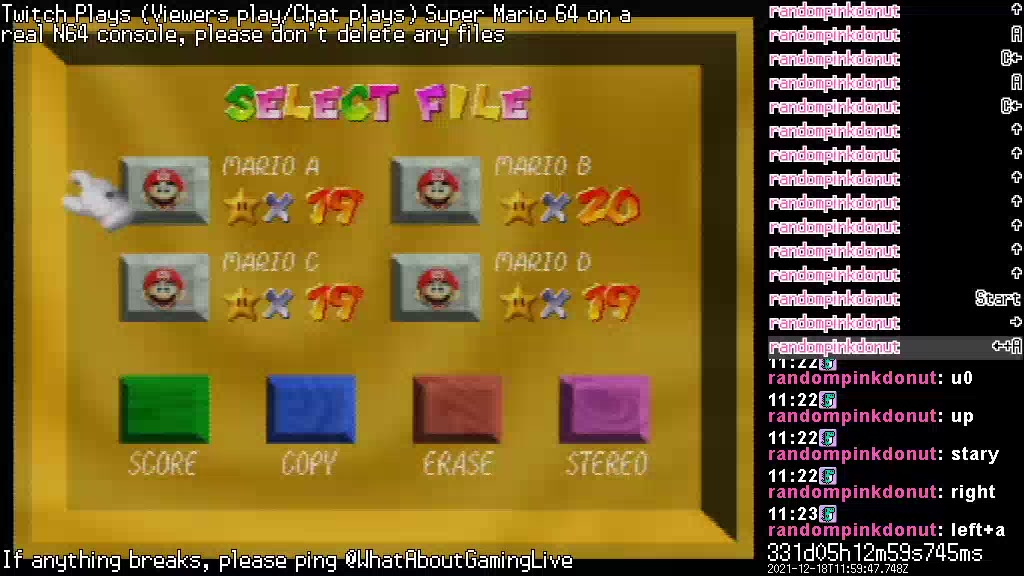 Twitch Plays (Viewers play/Chat plays) Super Mario 64 on a
real N64 console, please don't delete any files
SELECT FILE
MARIO A
× 19
MARIO B
× 20
MARIO C
× 19
MARIO D
× 19
SCORE
COPY
ERASE
STEREO
If anything breaks, please ping @WhatAboutGamingLive
randompinkdonut ↑
randompinkdonut A
randompinkdonut C←
randompinkdonut A
randompinkdonut C←
randompinkdonut ↑
randompinkdonut ↑
randompinkdonut ↑
randompinkdonut ↑
randompinkdonut ↑
randompinkdonut ↑
randompinkdonut ↑
randompinkdonut Start
randompinkdonut →
randompinkdonut ←+A
11:22
randompinkdonut: u0
11:22
randompinkdonut: up
11:22
randompinkdonut: stary
11:22
randompinkdonut: right
11:23
randompinkdonut: left+a
331d05h12m59s745ms
2021-12-18T11:59:47.748Z